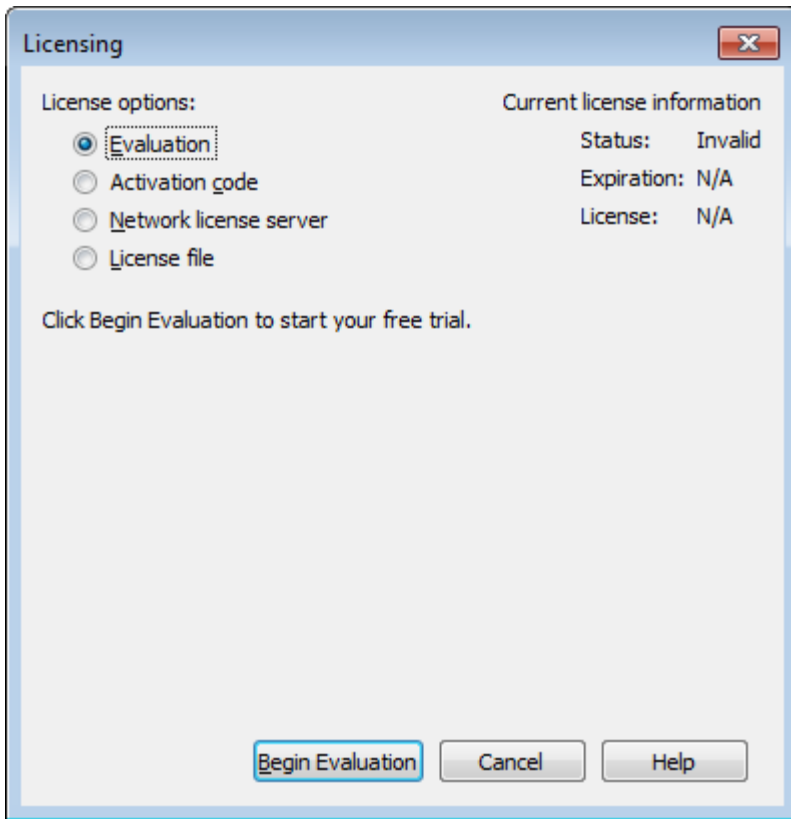 Licensing
License options:
Evaluation
Activation code
Network license server
License file
Current license information
Status: Invalid
Expiration: N/A
License: N/A
Click Begin Evaluation to start your free trial.
Begin Evaluation
Cancel
Help